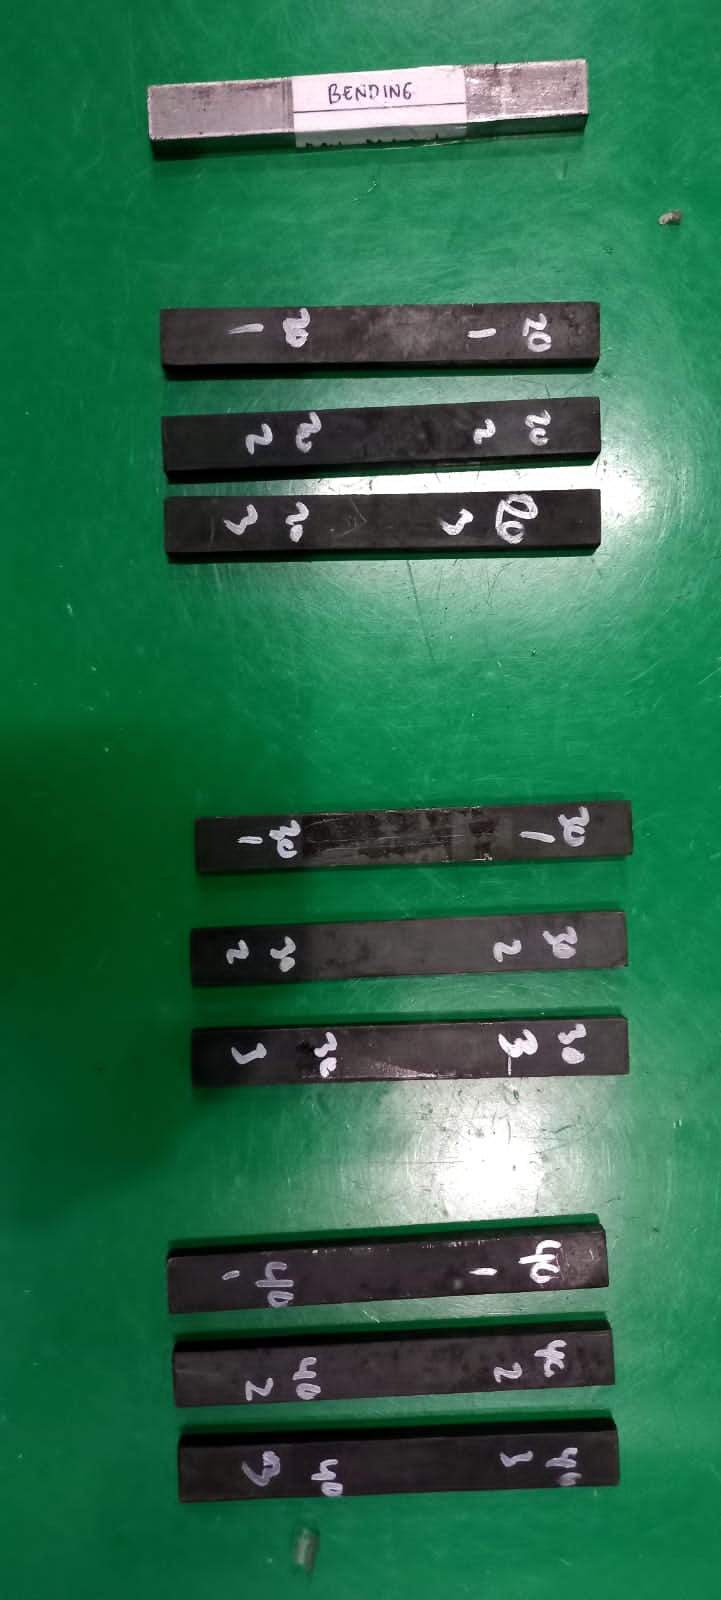 BENDING
20 1 20 1
20 2 20 2
20 3 20 3
30 1 30 1
30 2 30 2
30 3 30 3
40 1 40 1
40 2 40 2
40 3 40 3